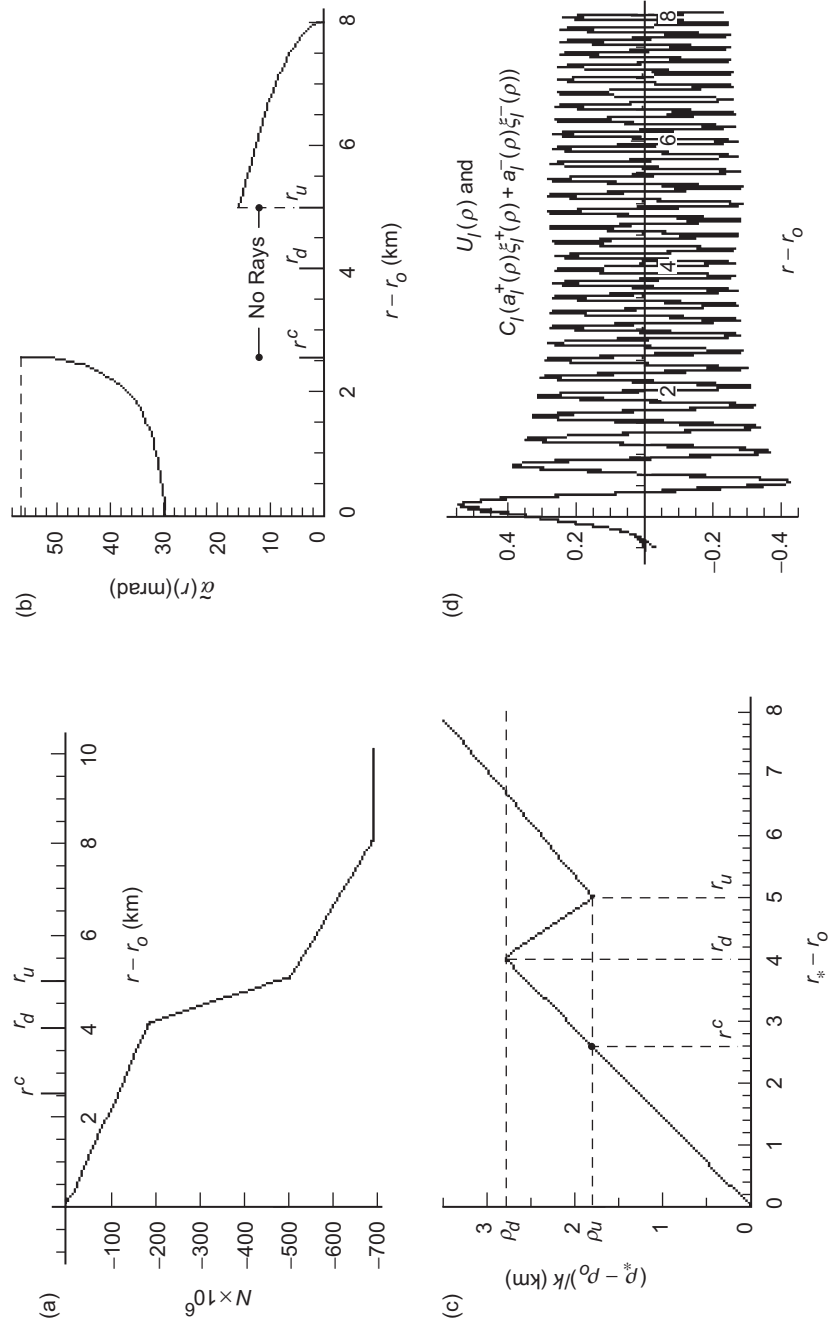 (a)
r^c r_d r_u
2 4 6 8 10
r − r_o (km)
−100
−200
−300
−400
−500
−600
−700
N × 10^6
(b)
50
40
30
20
10
0
α̃(r)(mrad)
No Rays
r^c r_d r_u
0 2 4 6 8
r − r_o (km)
(c)
3
ρ_d
2
ρ_u
1
0
(ρ_* − ρ_o)/k (km)
r^c r_d r_u
0 1 2 3 4 5 6 7 8
r_* − r_o
(d)
U_l(ρ) and
C_l(a_l^+(ρ)ξ_l^+(ρ) + a_l^−(ρ)ξ_l^−(ρ))
0.4
0.2
−0.2
−0.4
2 4 6 8
r − r_o